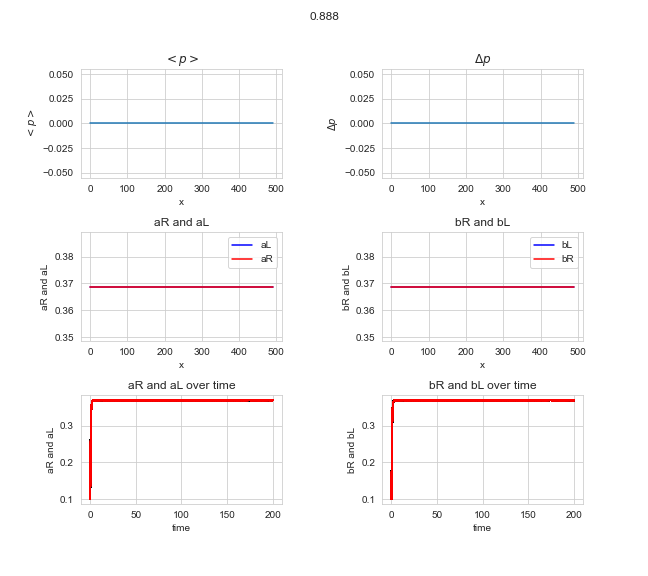 0.888
< p >
Δp
0.050
0.025
0.000
−0.025
−0.050
< p >
0 100 200 300 400 500
x
0.050
0.025
0.000
−0.025
−0.050
Δp
0 100 200 300 400 500
x
aR and aL
bR and bL
0.38
0.37
0.36
0.35
aR and aL
aL
aR
0 100 200 300 400 500
x
0.38
0.37
0.36
0.35
bR and bL
bL
bR
0 100 200 300 400 500
x
aR and aL over time
bR and bL over time
0.3
0.2
0.1
aR and aL
0 50 100 150 200
time
0.3
0.2
0.1
bR and bL
0 50 100 150 200
time